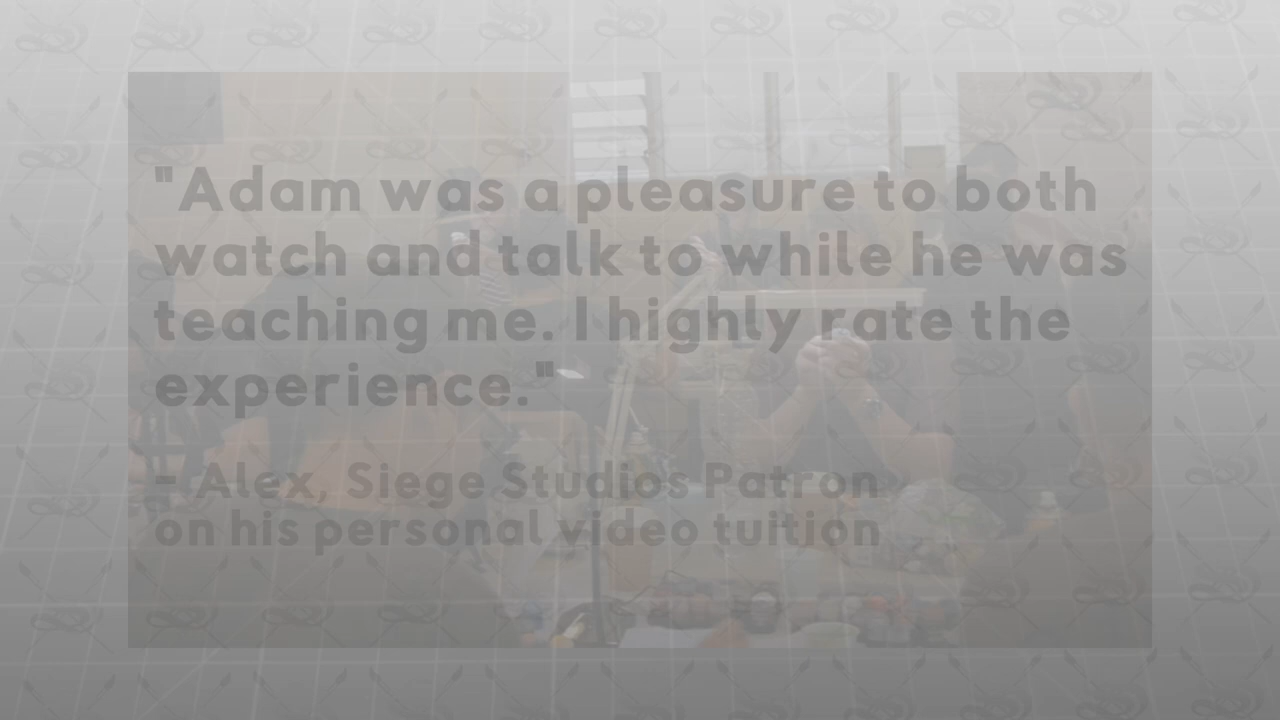 "Adam was a pleasure to both
watch and talk to while he was
teaching me. I highly rate the
experience."
- Alex, Siege Studios Patron
on his personal video tuition